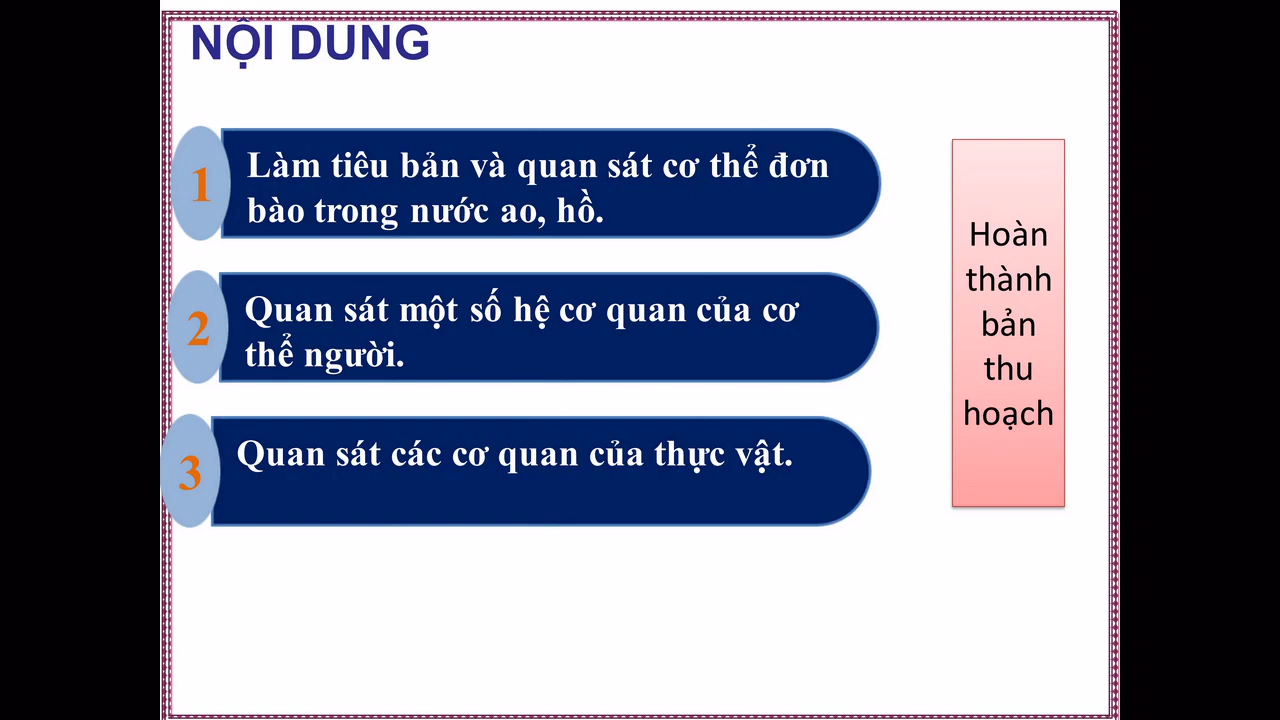 NỘI DUNG
1
Làm tiêu bản và quan sát cơ thể đơn
bào trong nước ao, hồ.
2
Quan sát một số hệ cơ quan của cơ
thể người.
3
Quan sát các cơ quan của thực vật.
Hoàn
thành
bản
thu
hoạch